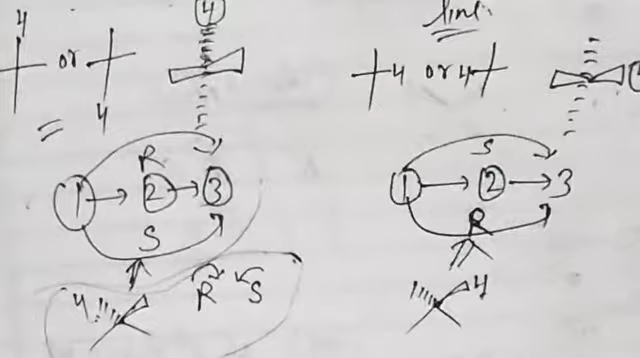 4 4 line.
or 4 or 4
4
R S
1 → 2 → 3 1 → 2 → 3
S R
4 R S 4